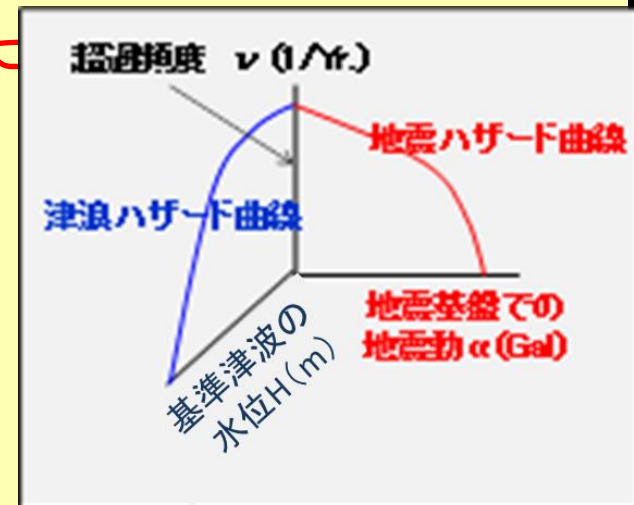 超過頻度 ν (1/Yr.)
地震ハザード曲線
津浪ハザード曲線
地震基盤での
地震動α(Gal)
基準津波の
水位H(m)